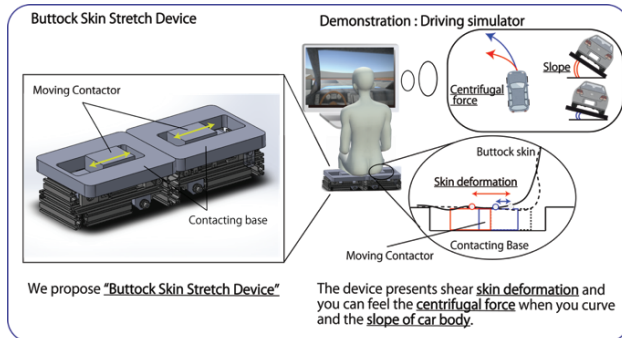 Buttock Skin Stretch Device
Demonstration : Driving simulator
Moving Contactor
Contacting base
Centrifugal
force
Slope
Buttock skin
Skin deformation
Moving Contactor
Contacting Base
We propose "Buttock Skin Stretch Device"
The device presents shear skin deformation and
you can feel the centrifugal force when you curve
and the slope of car body.